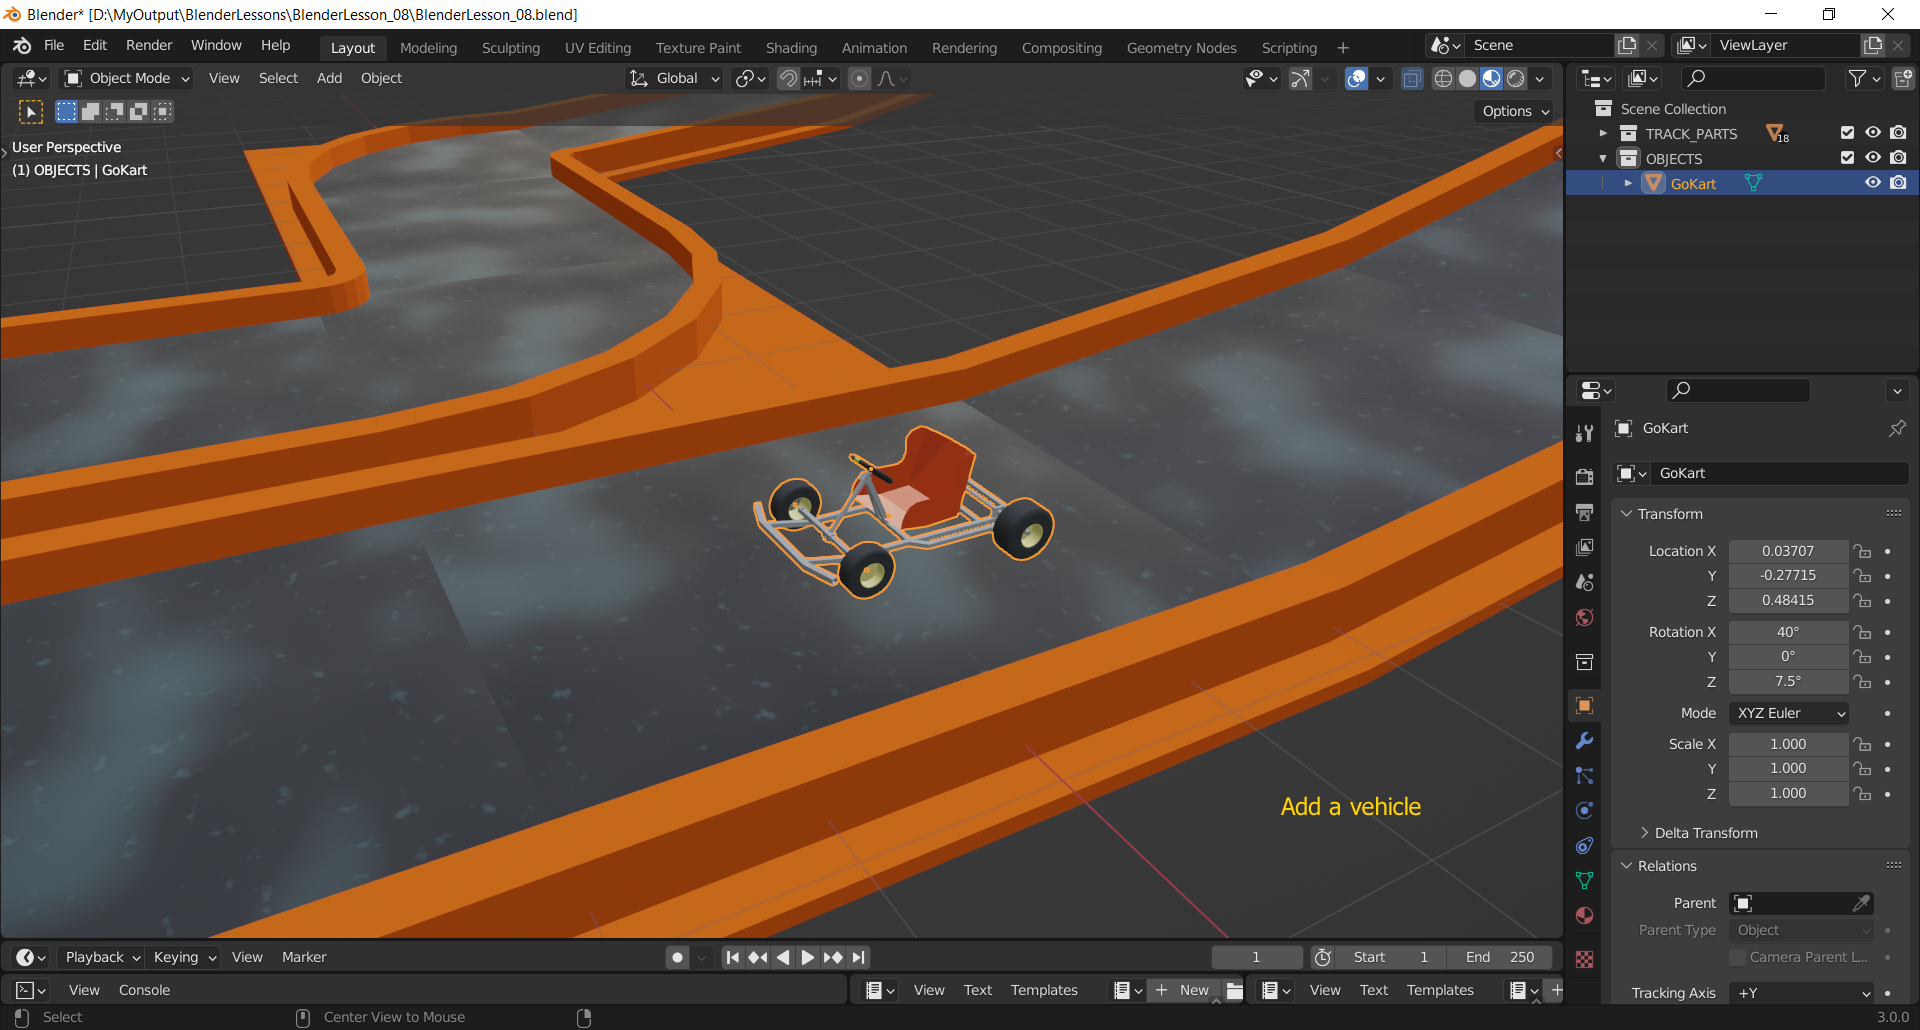 Blender* [D:\MyOutput\BlenderLessons\BlenderLesson_08\BlenderLesson_08.blend]
File Edit Render Window Help
Layout Modeling Sculpting UV Editing Texture Paint Shading Animation Rendering Compositing Geometry Nodes Scripting +
Scene
ViewLayer
Object Mode View Select Add Object
Global
Options
User Perspective
(1) OBJECTS | GoKart
Scene Collection
TRACK_PARTS 18
OBJECTS
GoKart
GoKart
GoKart
Transform
Location X 0.03707
Y -0.27715
Z 0.48415
Rotation X 40°
Y 0°
Z 7.5°
Mode XYZ Euler
Scale X 1.000
Y 1.000
Z 1.000
Delta Transform
Relations
Parent
Parent Type Object
Camera Parent L...
Tracking Axis +Y
Add a vehicle
Playback Keying View Marker
1 Start 1 End 250
View Console
View Text Templates + New
View Text Templates +
Select Center View to Mouse
3.0.0